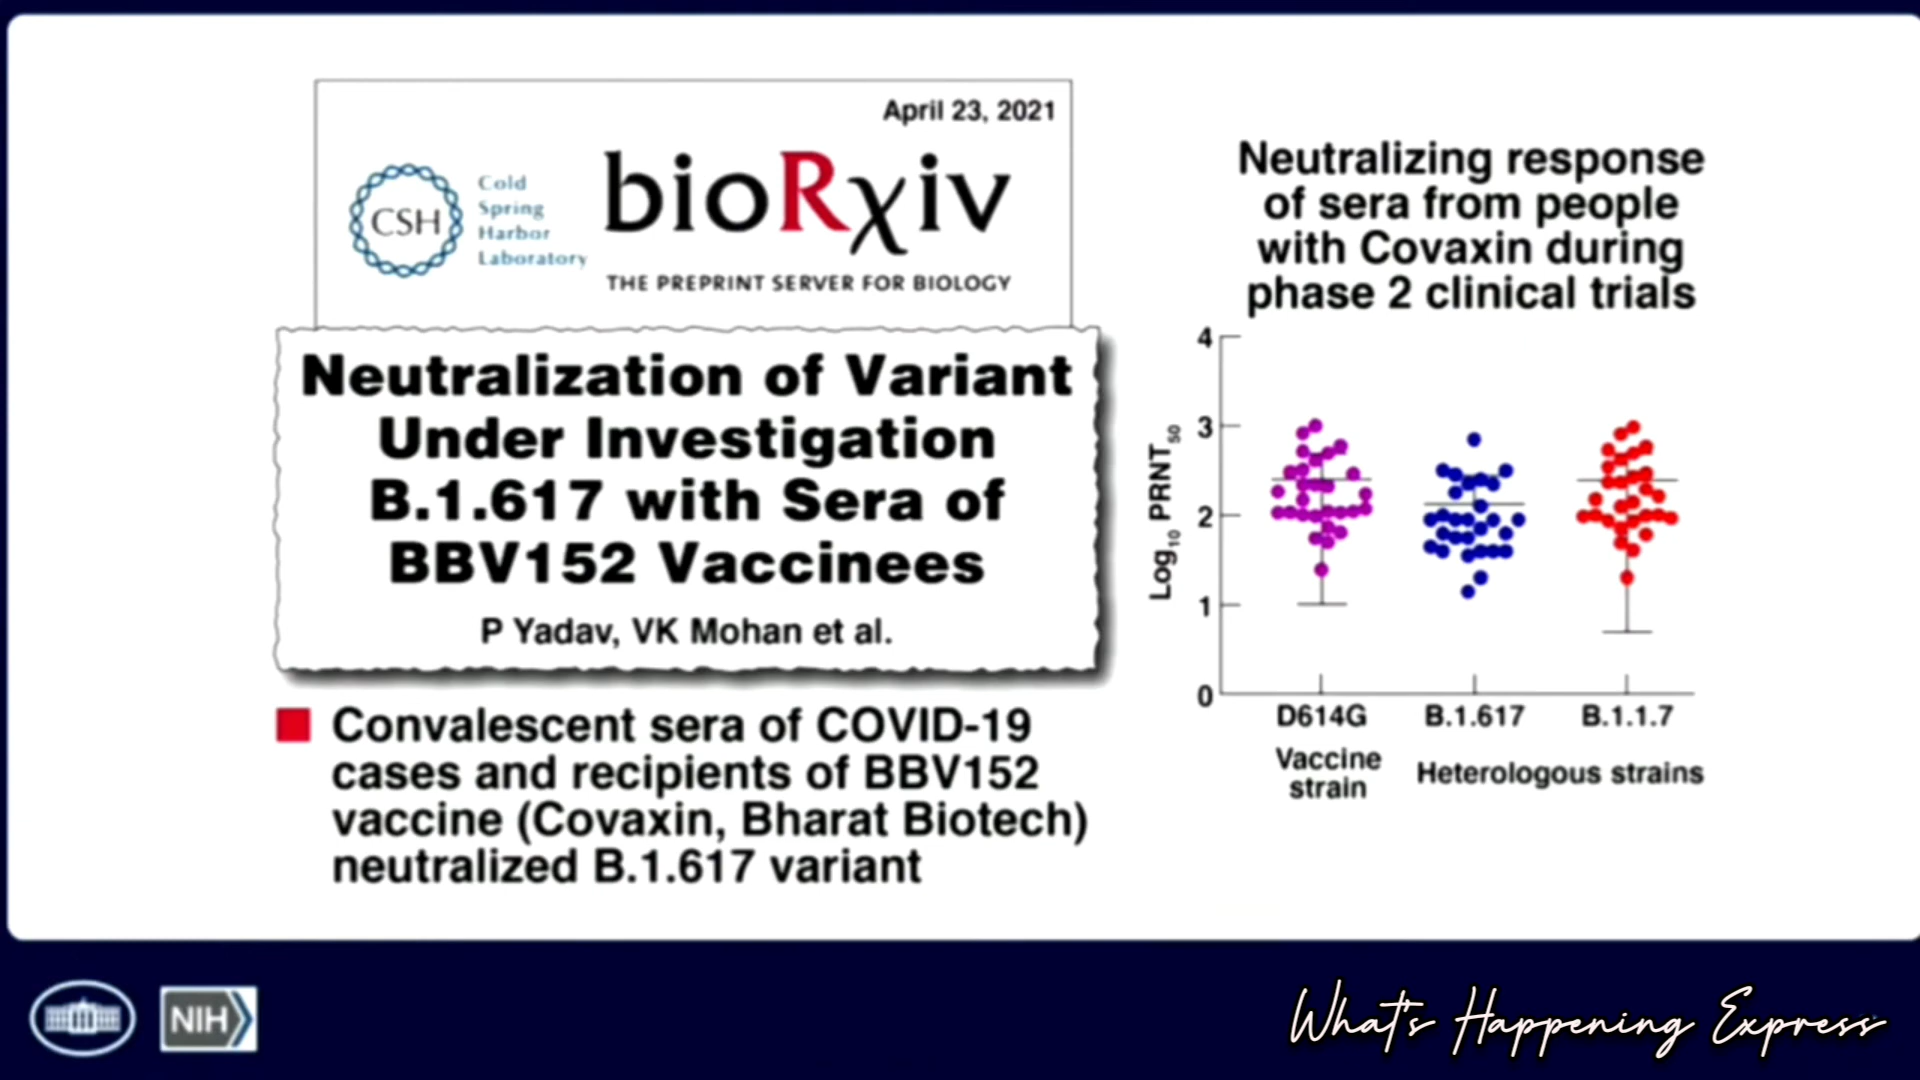 April 23, 2021
CSH
Cold
Spring
Harbor
Laboratory
bioRχiv
THE PREPRINT SERVER FOR BIOLOGY
Neutralization of Variant
Under Investigation
B.1.617 with Sera of
BBV152 Vaccinees
P Yadav, VK Mohan et al.
Convalescent sera of COVID-19
cases and recipients of BBV152
vaccine (Covaxin, Bharat Biotech)
neutralized B.1.617 variant
Neutralizing response
of sera from people
with Covaxin during
phase 2 clinical trials
Log10 PRNT50
4
3
2
1
0
D614G B.1.617 B.1.1.7
Vaccine
strain
Heterologous strains
NIH
What's Happening Express